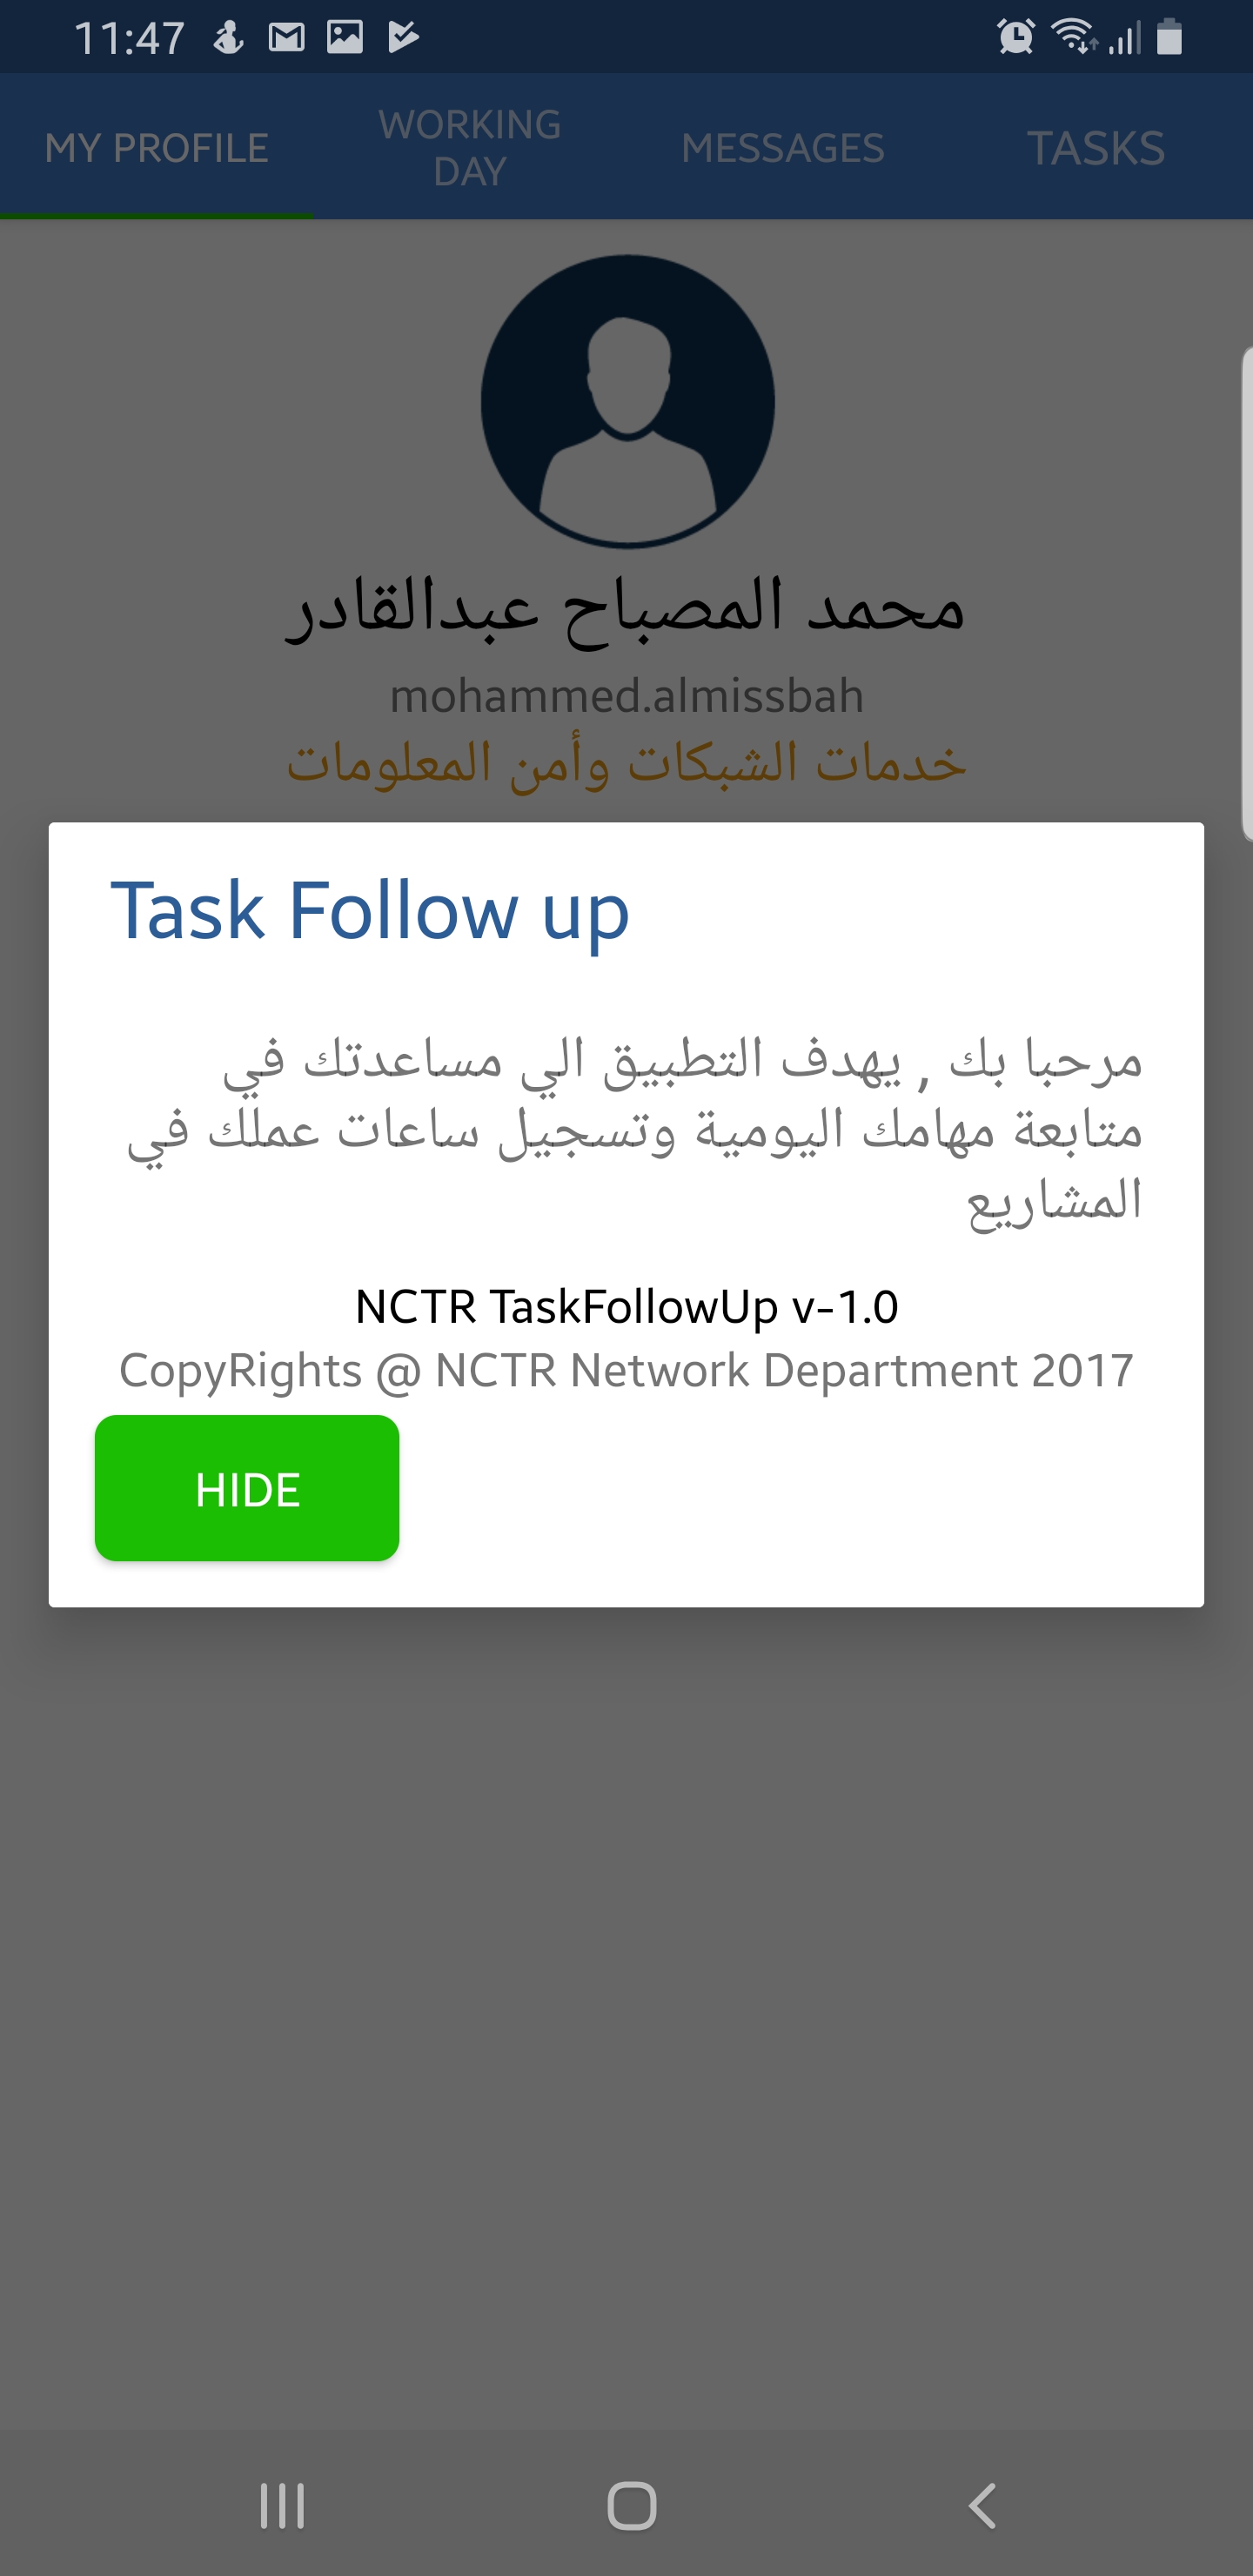 11:47
MY PROFILE
WORKING
DAY
MESSAGES
TASKS
محمد المصباح عبدالقادر
mohammed.almissbah
خدمات الشبكات وأمن المعلومات
Task Follow up
مرحبا بك , يهدف التطبيق الي مساعدتك في
متابعة مهامك اليومية وتسجيل ساعات عملك في
المشاريع
NCTR TaskFollowUp v-1.0
CopyRights @ NCTR Network Department 2017
HIDE